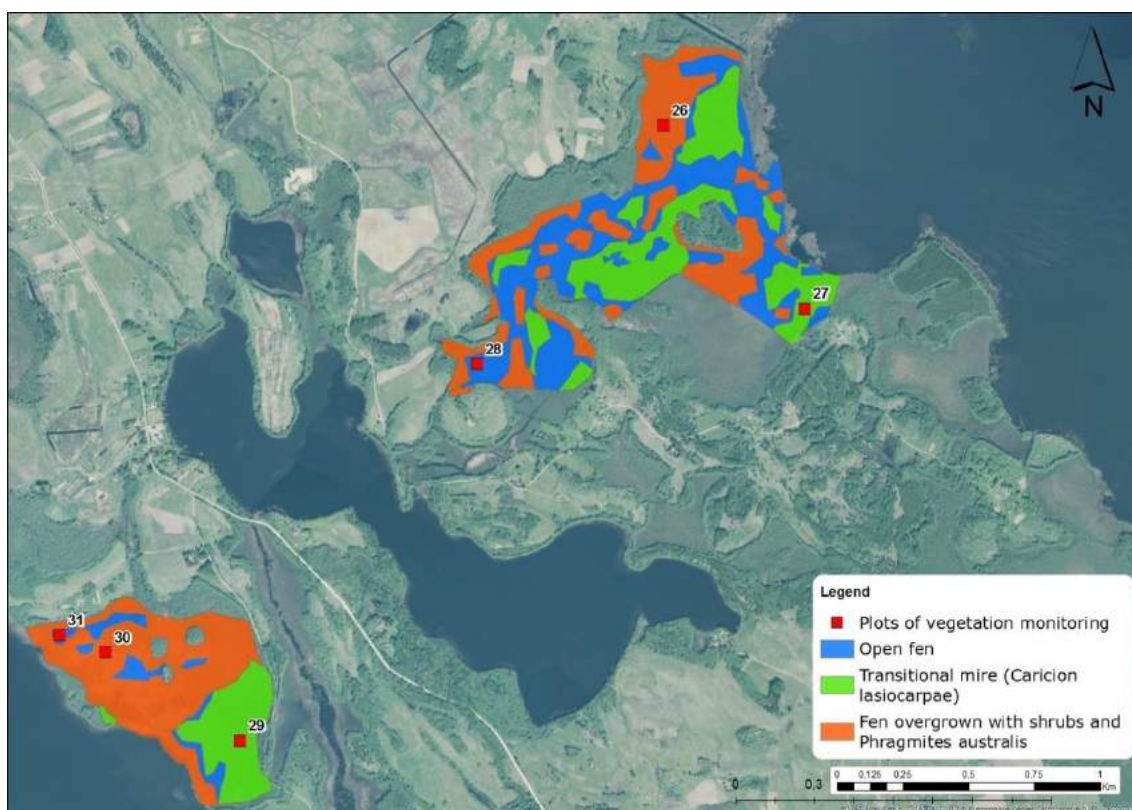 N
26
27
28
31
30
29
Legend
Plots of vegetation monitoring
Open fen
Transitional mire (Caricion
lasiocarpae)
Fen overgrown with shrubs and
Phragmites australis
0 0,125 0,25 0,5 0,75 1
Km
0 0,3